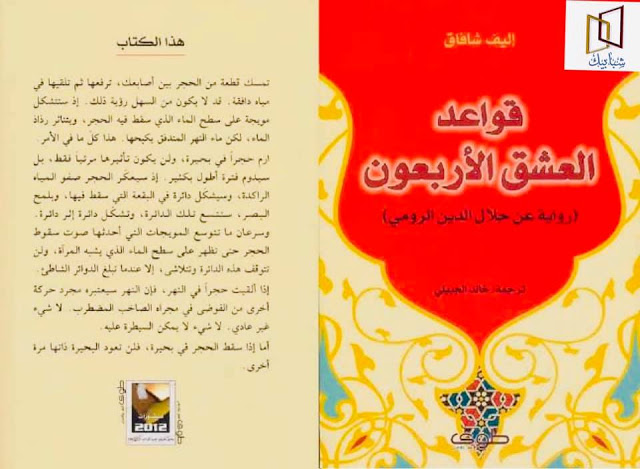 إليف شافاق
شبابيك
قواعد
العشق الأربعون
(رواية عن جلال الدين الرومي)
ترجمة: خالد الجبيلي
طوى
هذا الكتاب
تمسك قطعة من الحجر بين أصابعك، ترفعها ثم تلقيها في
مياه دافقة. قد لا يكون من السهل رؤية ذلك. إذ ستتشكل
مويجة على سطح الماء الذي سقط فيه الحجر، ويتناثر رذاذ
الماء، لكن ماء النهر المتدفق يكبحها. هذا كل ما في الأمر.
ارم حجراً في بحيرة، ولن يكون تأثيرها مرئياً فقط، بل
سيدوم فترة أطول بكثير. إذ سيعكر الحجر صفو المياه
الراكدة، وسيشكل دائرة في البقعة التي سقط فيها، وبلمح
البصر، ستتسع تلك الدائرة، وتشكل دائرة إثر دائرة.
وسرعان ما تتوسع المويجات التي أحدثها صوت سقوط
الحجر حتى تظهر على سطح الماء الذي يشبه المرآة، ولن
تتوقف هذه الدائرة وتتلاشى، إلا عندما تبلغ الدوائر الشاطئ.
إذا ألقيت حجراً في النهر، فإن النهر سيعتبره مجرد حركة
أخرى من الفوضى في مجراه الصاخب المضطرب. لا شيء
غير عادي. لا شيء لا يمكن السيطرة عليه.
أما إذا سقط الحجر في بحيرة، فلن تعود البحيرة ذاتها مرة
أخرى.
طوى
2012